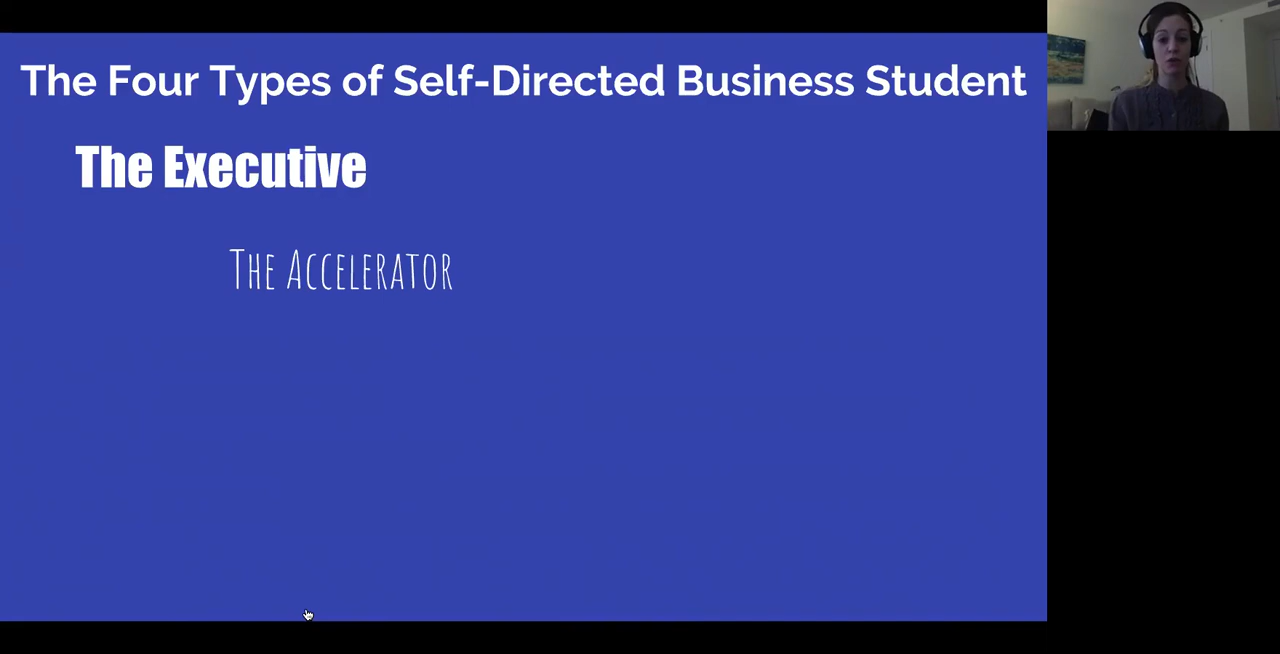 The Four Types of Self-Directed Business Student
The Executive
The Accelerator